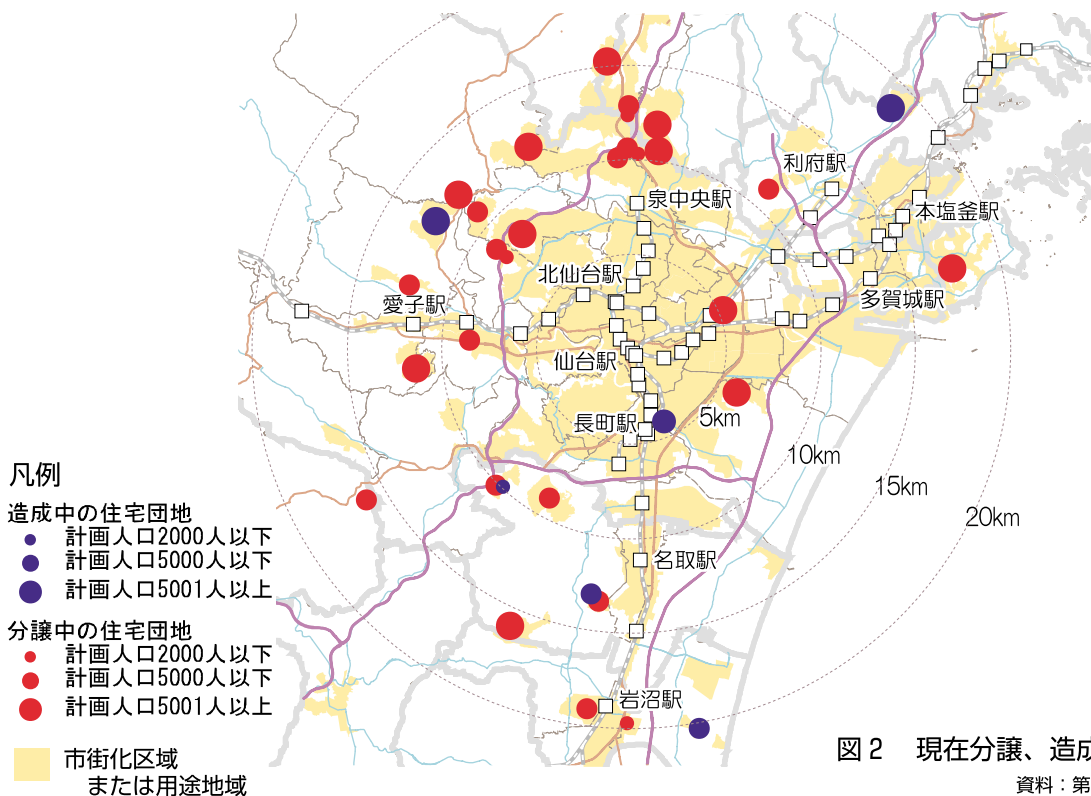 利府駅
泉中央駅
本塩釜駅
北仙台駅
多賀城駅
愛子駅
仙台駅
長町駅
5km
10km
15km
20km
名取駅
岩沼駅
凡例
造成中の住宅団地
計画人口2000人以下
計画人口5000人以下
計画人口5001人以上
分譲中の住宅団地
計画人口2000人以下
計画人口5000人以下
計画人口5001人以上
市街化区域
または用途地域
図2 現在分譲、造成
資料：第